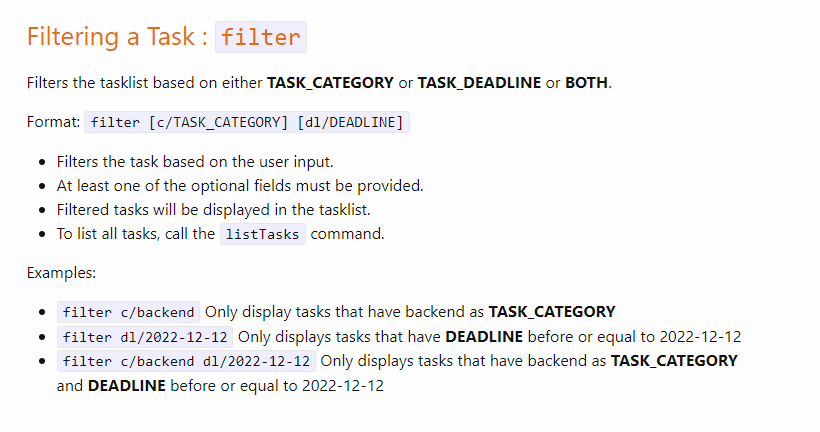 Filtering a Task : filter
Filters the tasklist based on either TASK_CATEGORY or TASK_DEADLINE or BOTH.
Format: filter [c/TASK_CATEGORY] [dl/DEADLINE]
• Filters the task based on the user input.
• At least one of the optional fields must be provided.
• Filtered tasks will be displayed in the tasklist.
• To list all tasks, call the listTasks command.
Examples:
• filter c/backend Only display tasks that have backend as TASK_CATEGORY
• filter dl/2022-12-12 Only displays tasks that have DEADLINE before or equal to 2022-12-12
• filter c/backend dl/2022-12-12 Only displays tasks that have backend as TASK_CATEGORY
and DEADLINE before or equal to 2022-12-12